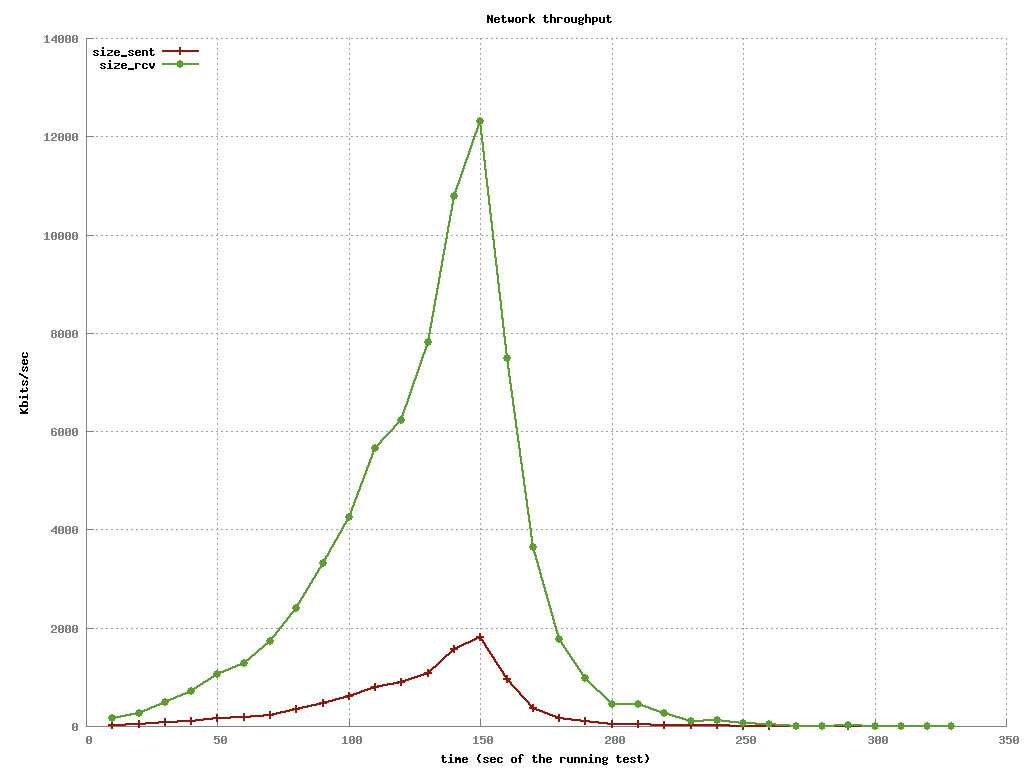 Network throughput
size_sent
size_rcv
14000
12000
10000
8000
6000
4000
2000
0
Kbits/sec
0 50 100 150 200 250 300 350
time (sec of the running test)